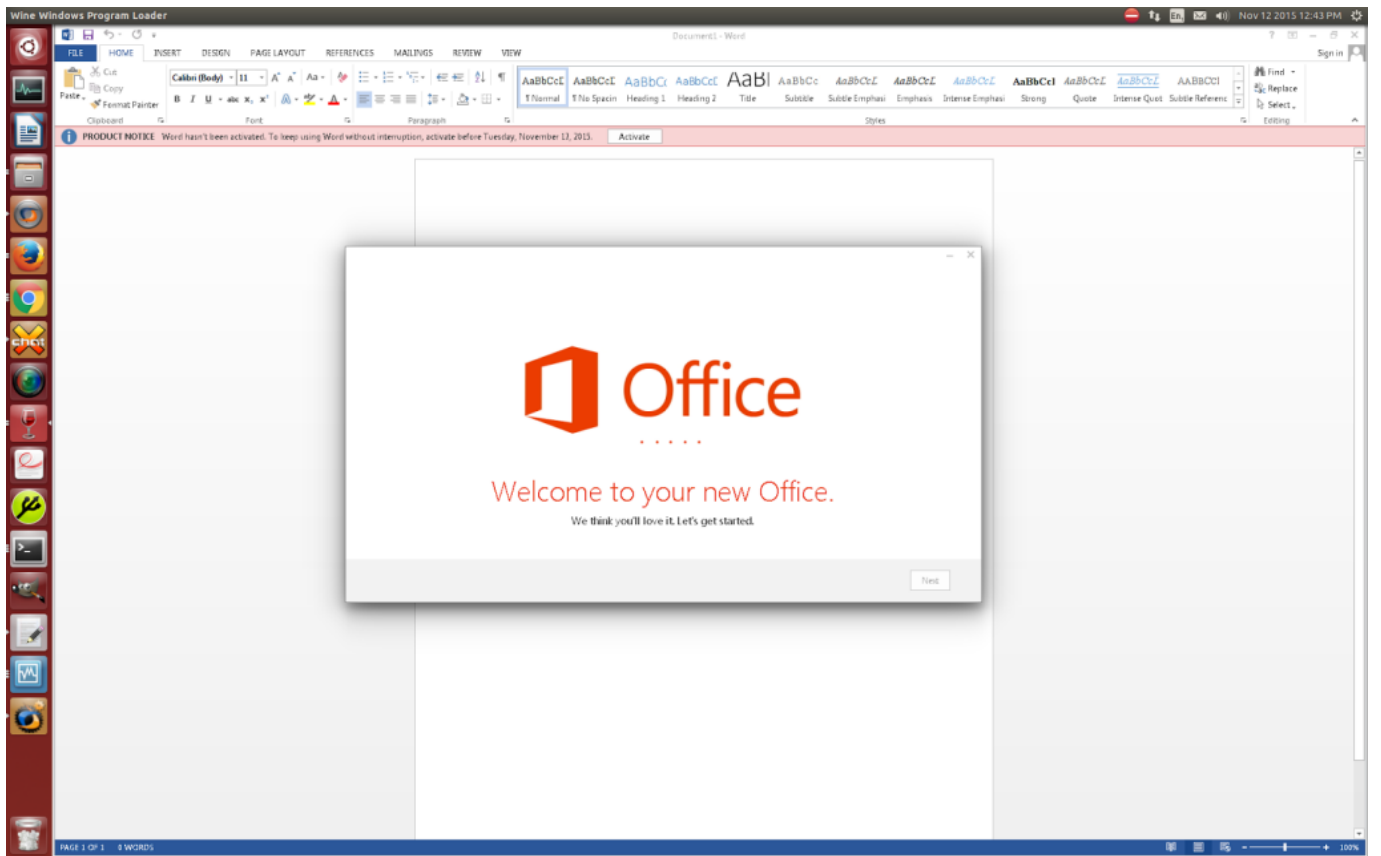 Wine Windows Program Loader
En
Nov 12 2015 12:43 PM
Document1 - Word
FILE HOME INSERT DESIGN PAGE LAYOUT REFERENCES MAILINGS REVIEW VIEW
Sign in
Cut
Copy
Paste
Format Painter
Calibri (Body) 11
AaBbCcI AaBbCcI AaBbCc AaBbCcC AaBl AaBbCc AaBbCcL AaBbCcL AaBbCcL AaBbCcI AaBbCcL AaBbCcL AABBCCI
¶ Normal ¶ No Spacin Heading 1 Heading 2 Title Subtitle Subtle Emphasi Emphasis Intense Emphasi Strong Quote Intense Quot Subtle Referenc
Find
Replace
Select
Clipboard Font Paragraph Styles Editing
PRODUCT NOTICE Word hasn't been activated. To keep using Word without interruption, activate before Tuesday, November 13, 2015. Activate
Office
Welcome to your new Office.
We think you'll love it. Let's get started.
Next
PAGE 1 OF 1 0 WORDS
100%